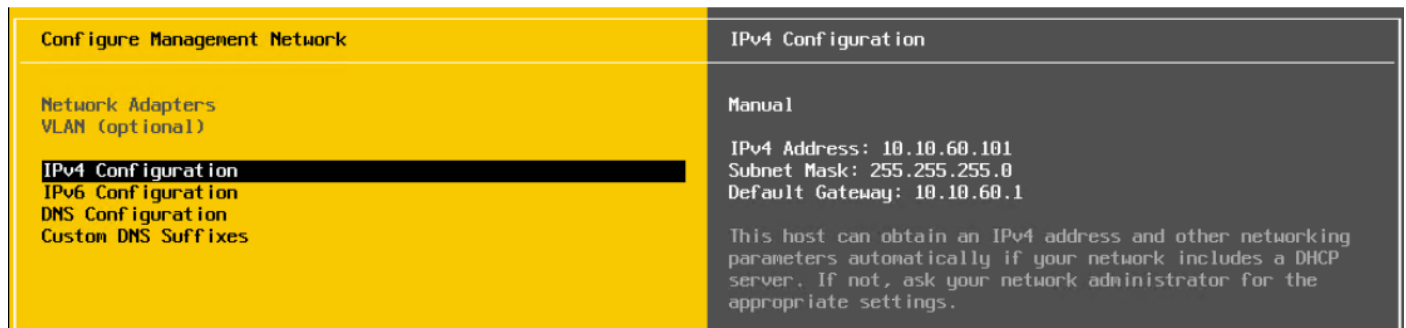 Configure Management Network
Network Adapters
VLAN (optional)
IPv4 Configuration
IPv6 Configuration
DNS Configuration
Custom DNS Suffixes
IPv4 Configuration
Manual
IPv4 Address: 10.10.60.101
Subnet Mask: 255.255.255.0
Default Gateway: 10.10.60.1
This host can obtain an IPv4 address and other networking
parameters automatically if your network includes a DHCP
server. If not, ask your network administrator for the
appropriate settings.